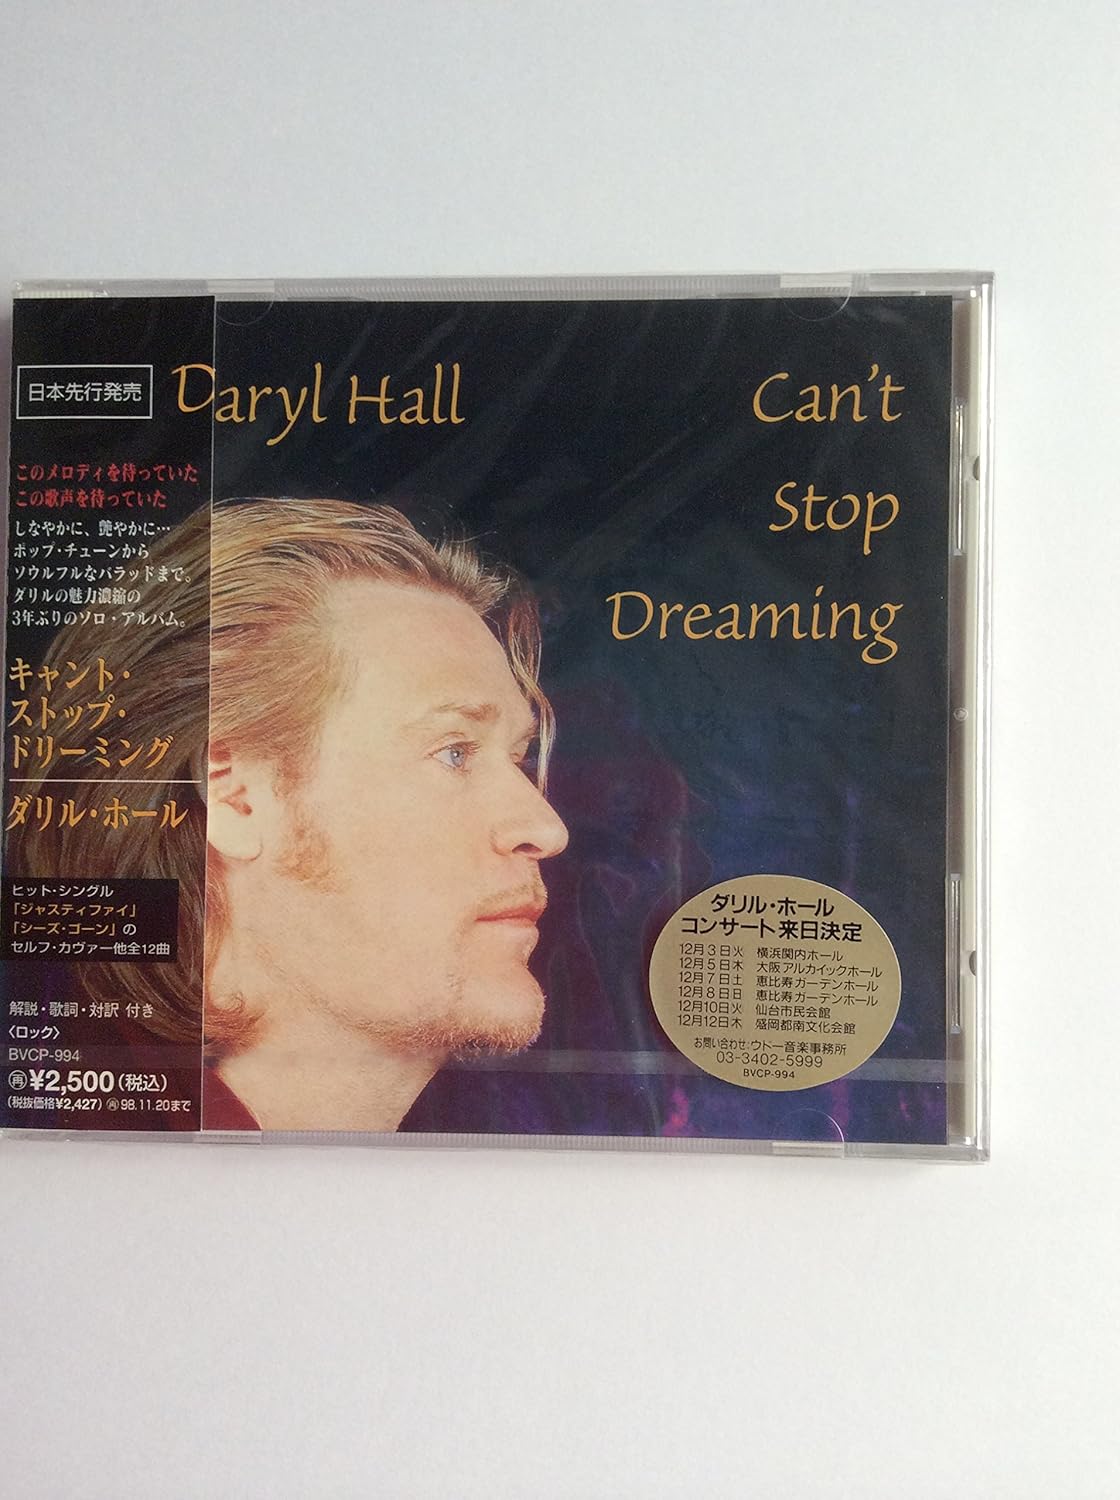 日本先行発売
Daryl Hall
Can't
Stop
Dreaming
このメロディを待っていた
この歌声を待っていた
しなやかに、艶やかに…
ポップ・チューンから
ソウルフルなバラッドまで。
ダリルの魅力濃縮の
3年ぶりのソロ・アルバム。
キャント・
ストップ・
ドリーミング
ダリル・ホール
ヒット・シングル
「ジャスティファイ」
「シーズ・ゴーン」の
セルフ・カヴァー他全12曲
解説・歌詞・対訳 付き
〈ロック〉
BVCP-994
㊢¥2,500(税込)
(税抜価格¥2,427) 98.11.20まで
ダリル・ホール
コンサート来日決定
12月3日火 横浜関内ホール
12月5日木 大阪アルカイックホール
12月7日土 恵比寿ガーデンホール
12月8日日 恵比寿ガーデンホール
12月10日火 仙台市民会館
12月12日木 盛岡都南文化会館
お問い合わせ:ウドー音楽事務所
03-3402-5999
BVCP-994